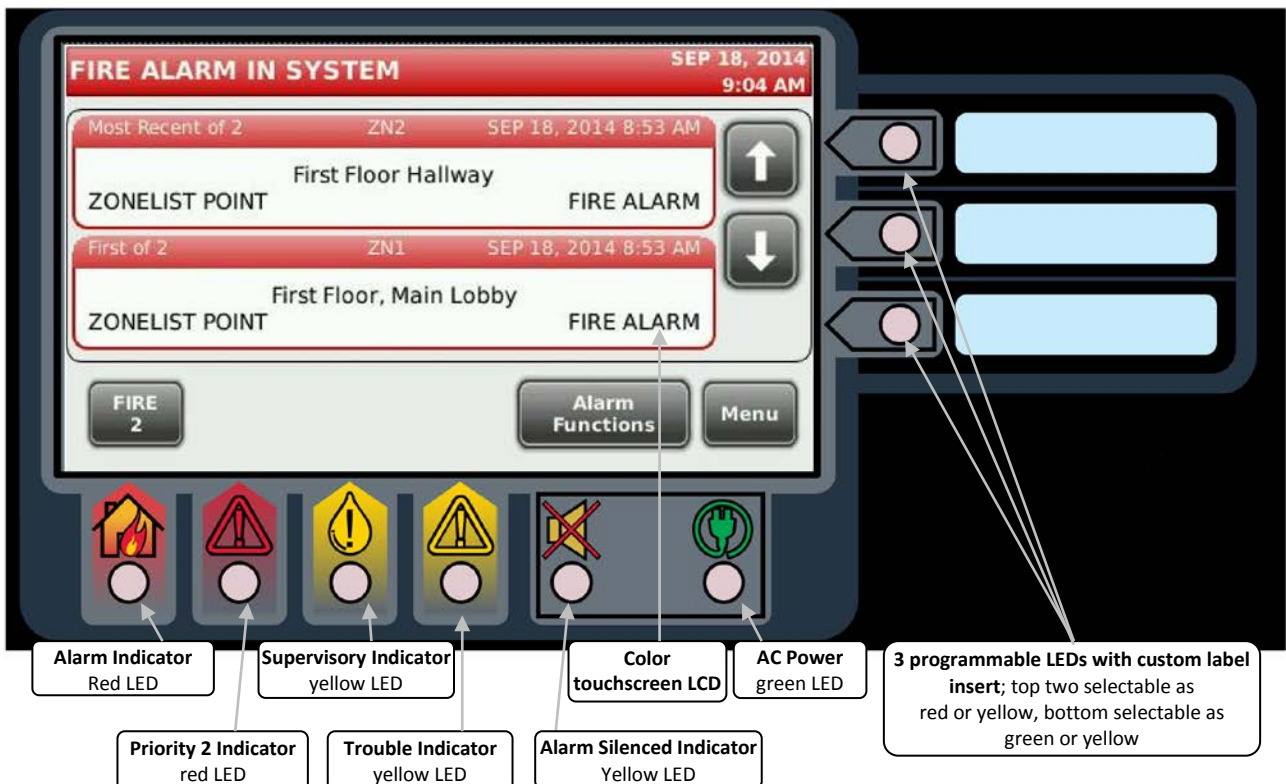 FIRE ALARM IN SYSTEM
SEP 18, 2014
9:04 AM
Most Recent of 2 ZN2 SEP 18, 2014 8:53 AM
First Floor Hallway
ZONELIST POINT FIRE ALARM
First of 2 ZN1 SEP 18, 2014 8:53 AM
First Floor, Main Lobby
ZONELIST POINT FIRE ALARM
FIRE
2
Alarm
Functions
Menu
Alarm Indicator
Red LED
Supervisory Indicator
yellow LED
Color
touchscreen LCD
AC Power
green LED
3 programmable LEDs with custom label
insert; top two selectable as
red or yellow, bottom selectable as
green or yellow
Priority 2 Indicator
red LED
Trouble Indicator
yellow LED
Alarm Silenced Indicator
Yellow LED